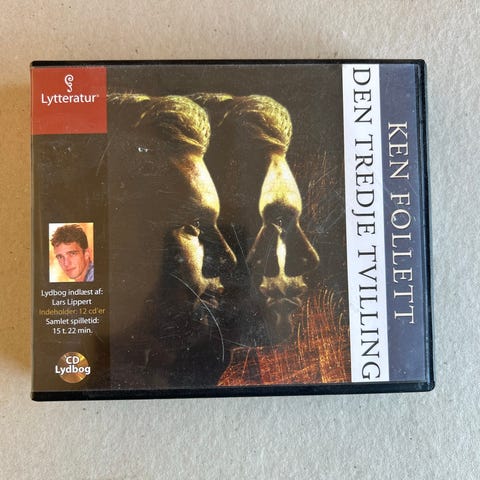 Lytteratur®
Lydbog indlæst af:
Lars Lippert
Indeholder: 12 cd'er
Samlet spilletid:
15 t. 22 min.
CD
Lydbog
KEN FOLLETT
DEN TREDJE TVILLING